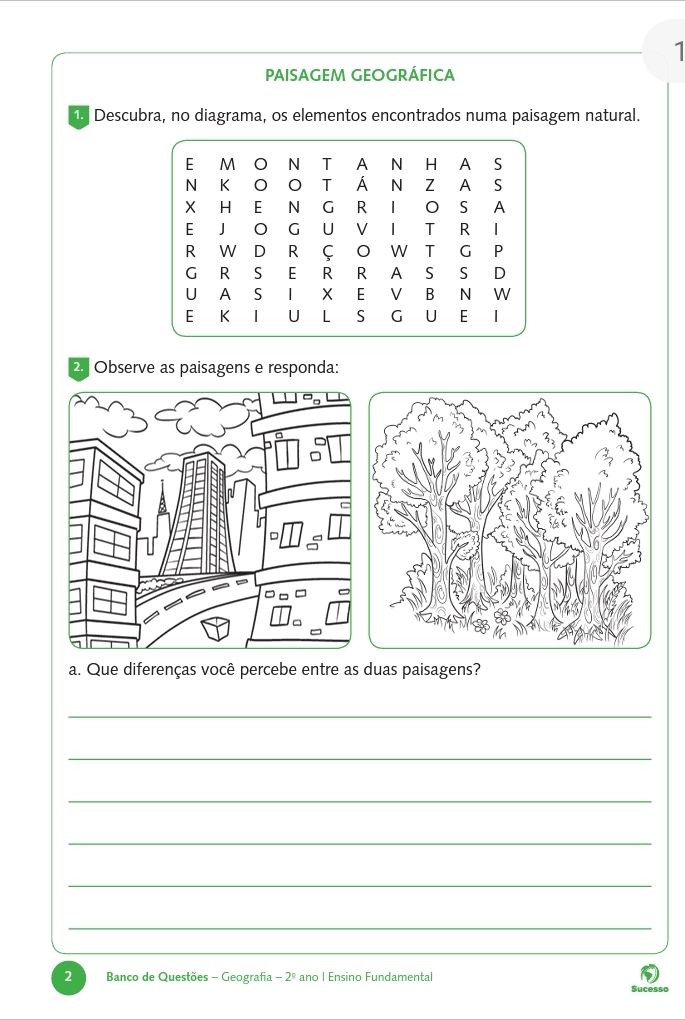 1
PAISAGEM GEOGRÁFICA
1. Descubra, no diagrama, os elementos encontrados numa paisagem natural.
E M O N T A N H A S
N K O O T Á N Z A S
X H E N G R I O S A
E J O G U V I T R I
R W D R Ç O W T G P
G R S E R R A S S D
U A S I X E V B N W
E K I U L S G U E I
2. Observe as paisagens e responda:
a. Que diferenças você percebe entre as duas paisagens?
2 Banco de Questões – Geografia – 2º ano I Ensino Fundamental
Sucesso